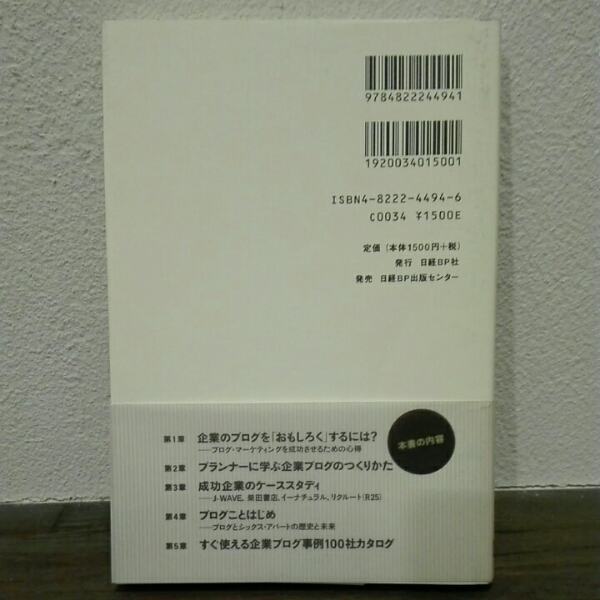 9784822244941
1920034015001
ISBN4-8222-4494-6
C0034 ¥1500E
定価（本体1500円+税）
発行 日経BP社
発売 日経BP出版センター
本書の内容
第1章 企業のブログを「おもしろく」するには?
──ブログ・マーケティングを成功させるための心得
第2章 プランナーに学ぶ企業ブログのつくりかた
第3章 成功企業のケーススタディ
──J-WAVE、柴田書店、イーナチュラル、リクルート（R25）
第4章 ブログことはじめ
──ブログとシックス・アパートの歴史と未来
第5章 すぐ使える企業ブログ事例100社カタログ